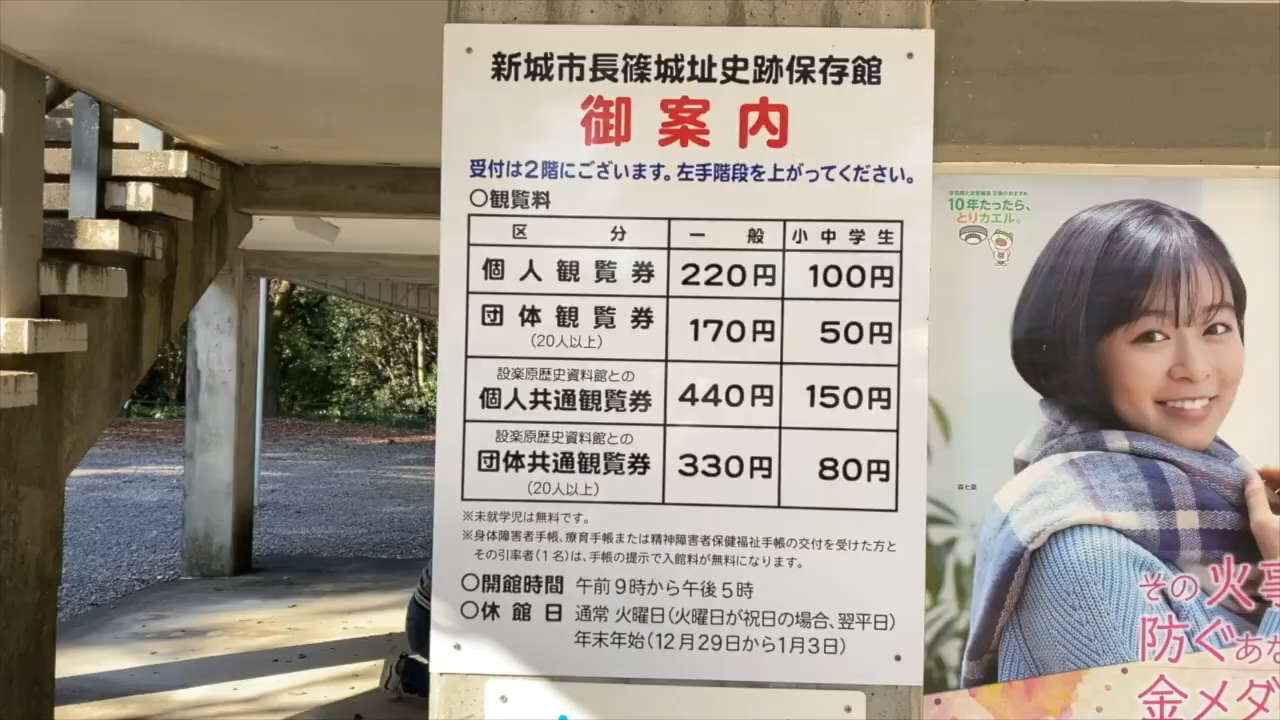 新城市長篠城址史跡保存館
御案内
受付は2階にございます。左手階段を上がってください。
○観覧料
区分 一般 小中学生
個人観覧券 220円 100円
団体観覧券 170円 50円
(20人以上)
設楽原歴史資料館との
個人共通観覧券 440円 150円
設楽原歴史資料館との
団体共通観覧券 330円 80円
(20人以上)
※未就学児は無料です。
※身体障害者手帳、療育手帳または精神障害者保健福祉手帳の交付を受けた方と
その引率者(1名)は、手帳の提示で入館料が無料になります。
○開館時間 午前9時から午後5時
○休館日 通常 火曜日(火曜日が祝日の場合、翌平日)
年末年始(12月29日から1月3日)
10年たったら、
とりカエル。
森七菜
その火事
防ぐあな
金メダ